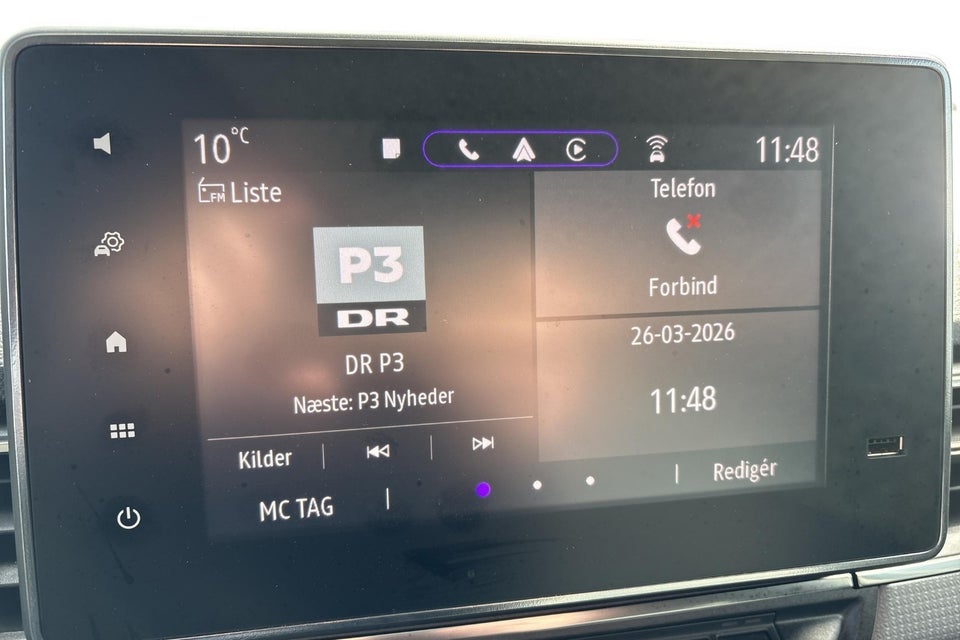 10°C
11:48
FM Liste
P3
DR
DR P3
Næste: P3 Nyheder
Kilder
MC TAG
Telefon
Forbind
26-03-2026
11:48
Redigér